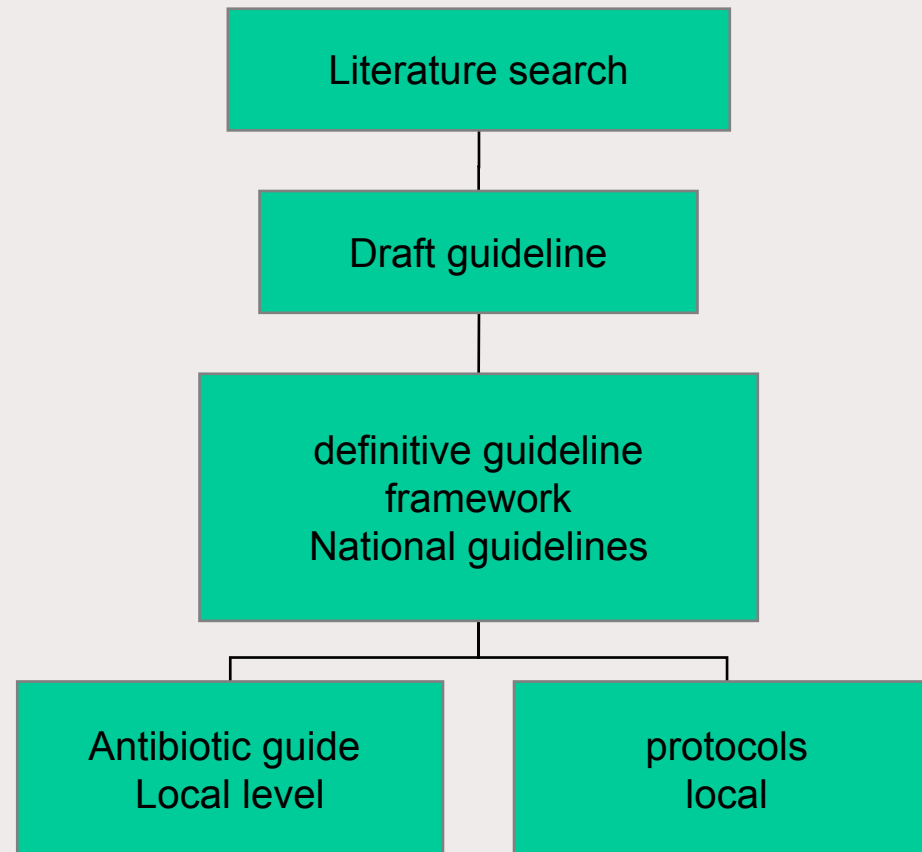 Literature search
Draft guideline
definitive guideline
framework
National guidelines
Antibiotic guide
Local level
protocols
local